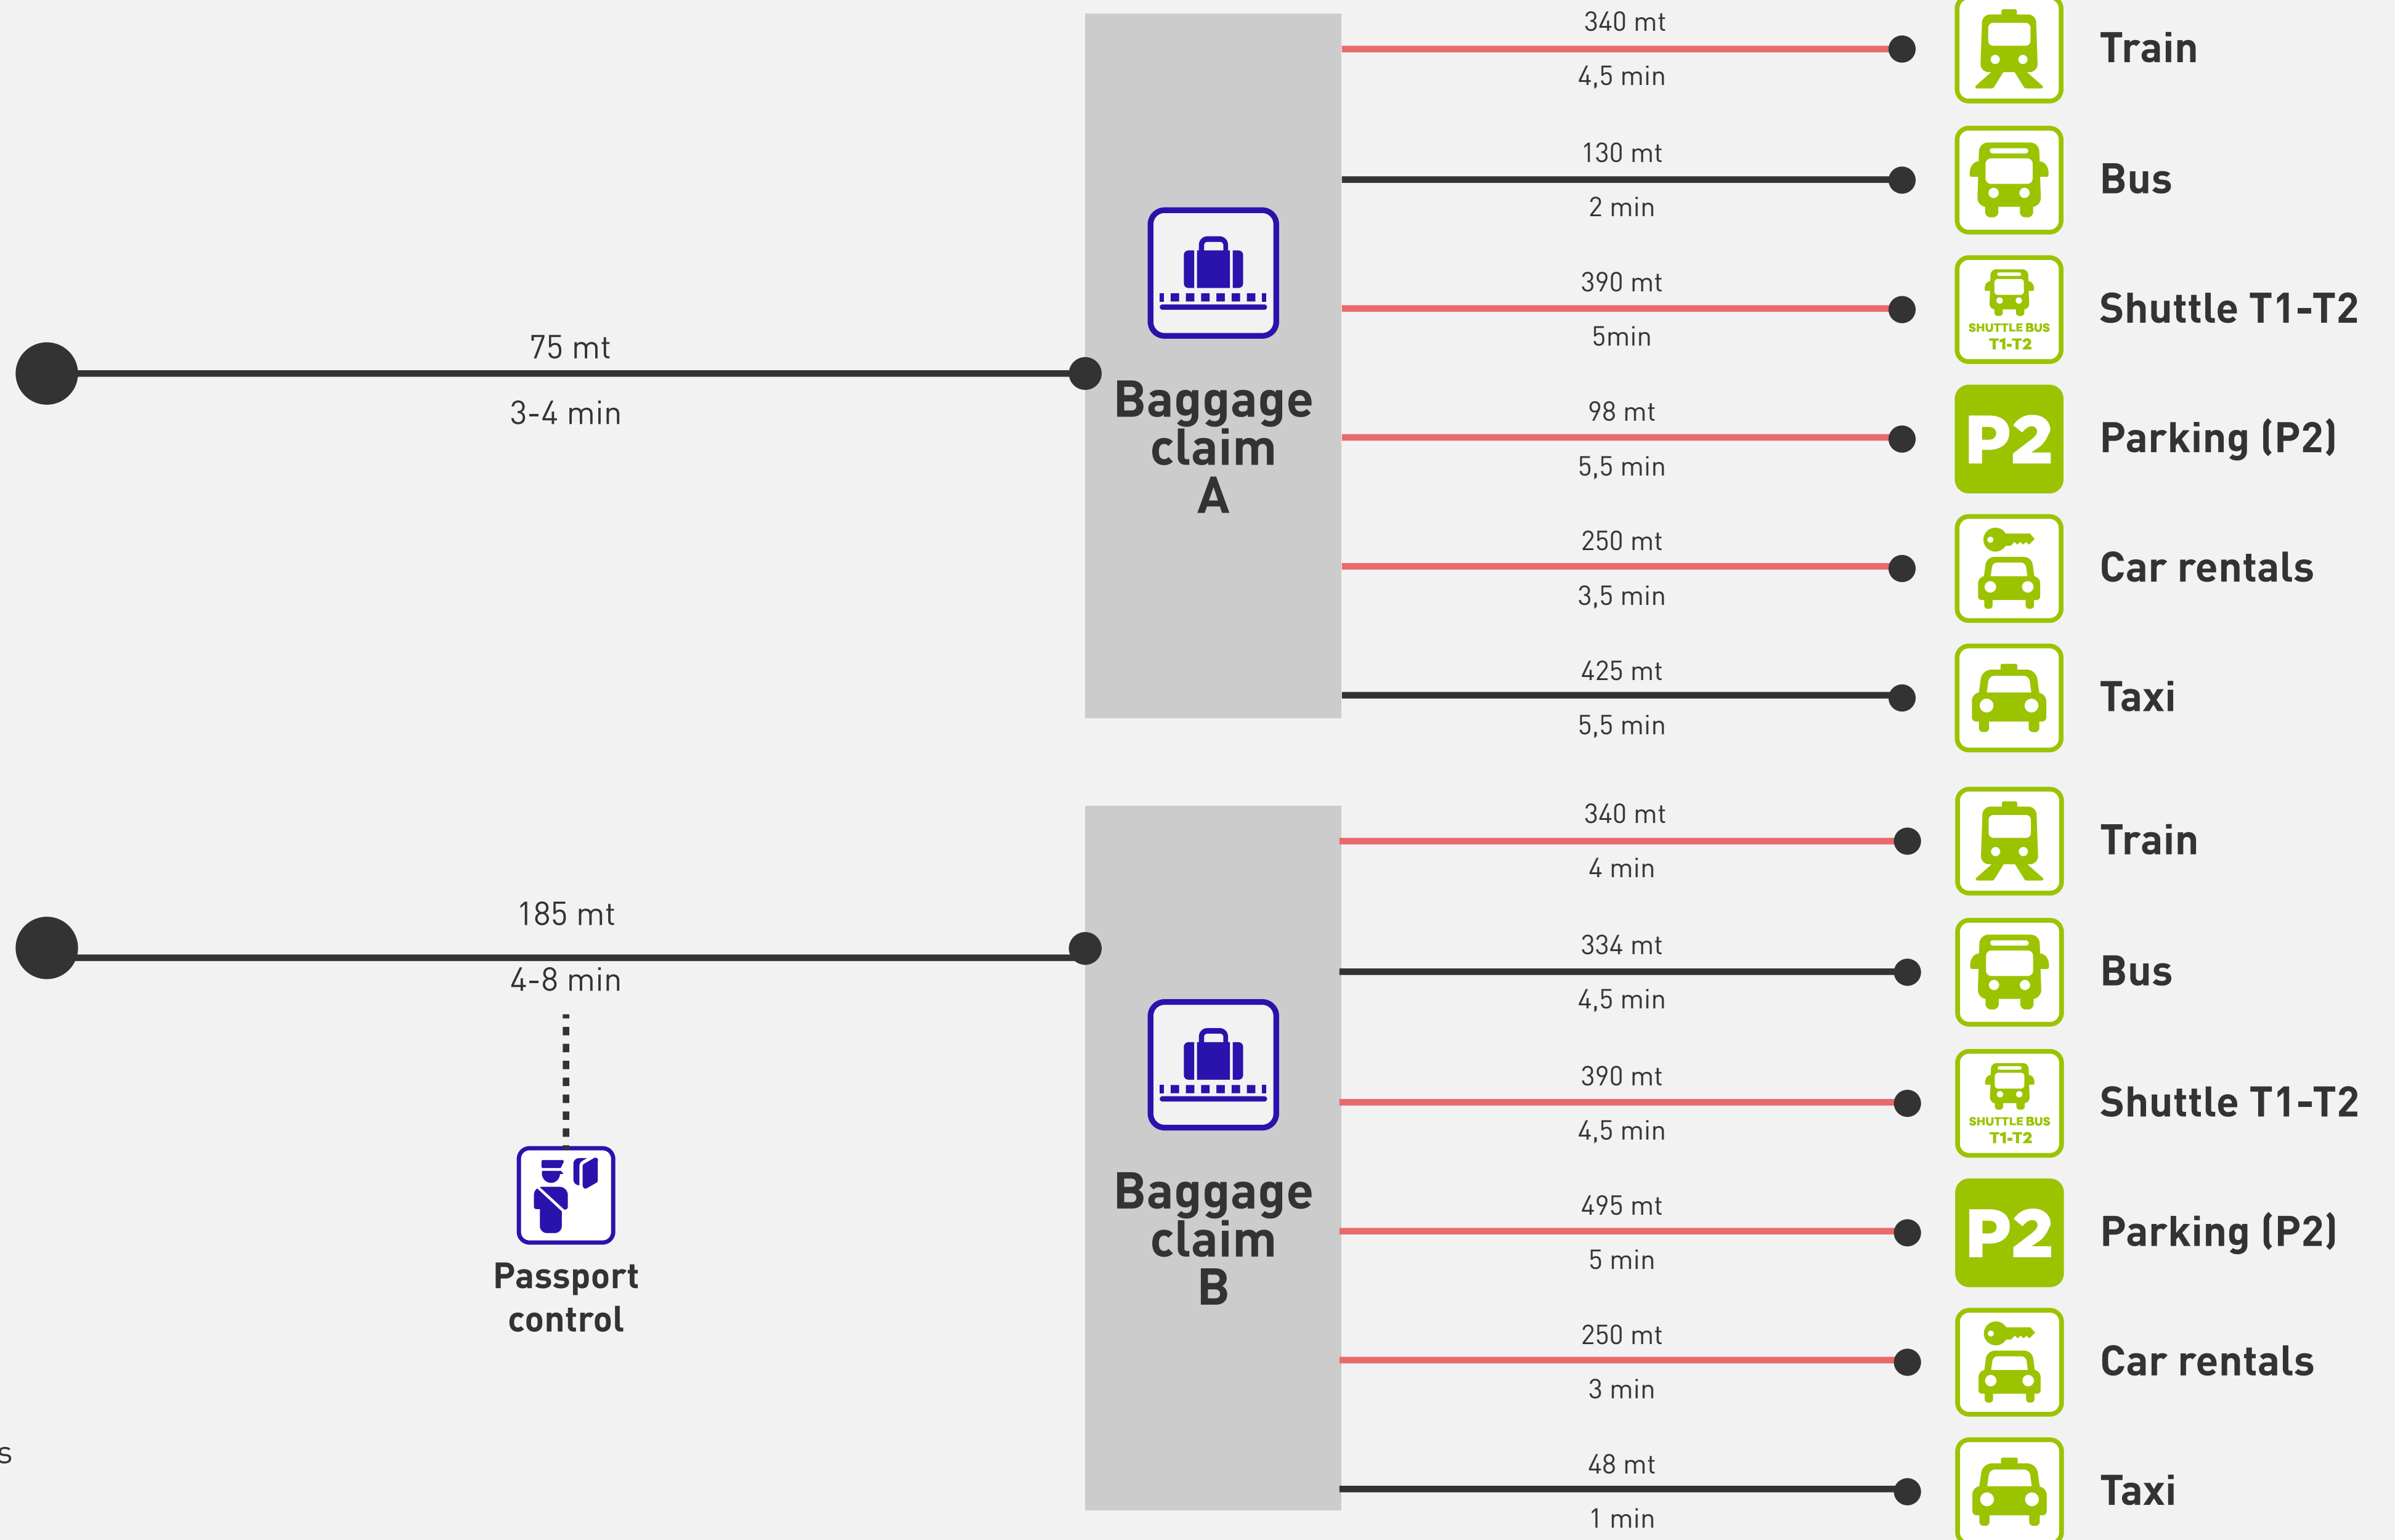 75 mt
3-4 min
Baggage
claim
A
340 mt
4,5 min
Train
130 mt
2 min
Bus
390 mt
5min
SHUTTLE BUS
T1-T2
Shuttle T1-T2
98 mt
5,5 min
P2
Parking (P2)
250 mt
3,5 min
Car rentals
425 mt
5,5 min
Taxi
185 mt
4-8 min
Passport
control
Baggage
claim
B
340 mt
4 min
Train
334 mt
4,5 min
Bus
390 mt
4,5 min
SHUTTLE BUS
T1-T2
Shuttle T1-T2
495 mt
5 min
P2
Parking (P2)
250 mt
3 min
Car rentals
48 mt
1 min
Taxi